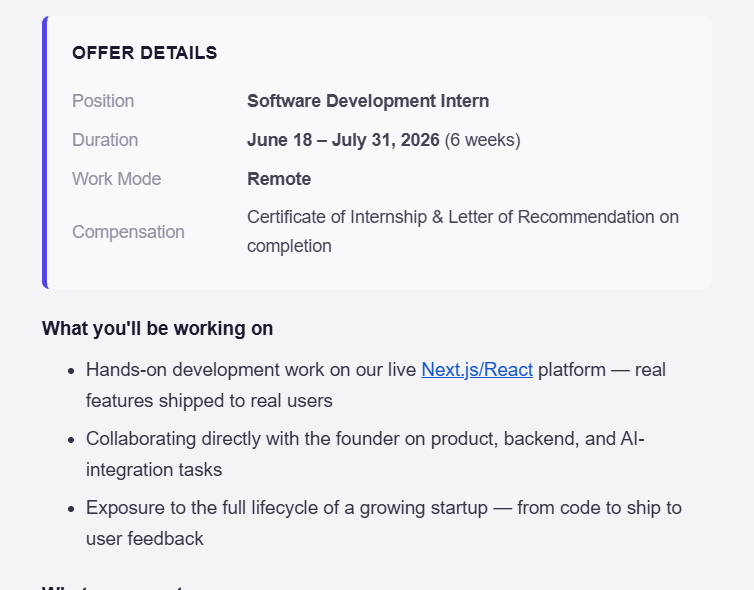 OFFER DETAILS
Position Software Development Intern
Duration June 18 – July 31, 2026 (6 weeks)
Work Mode Remote
Compensation Certificate of Internship & Letter of Recommendation on
completion
What you'll be working on
• Hands-on development work on our live Next.js/React platform — real
features shipped to real users
• Collaborating directly with the founder on product, backend, and AI-
integration tasks
• Exposure to the full lifecycle of a growing startup — from code to ship to
user feedback